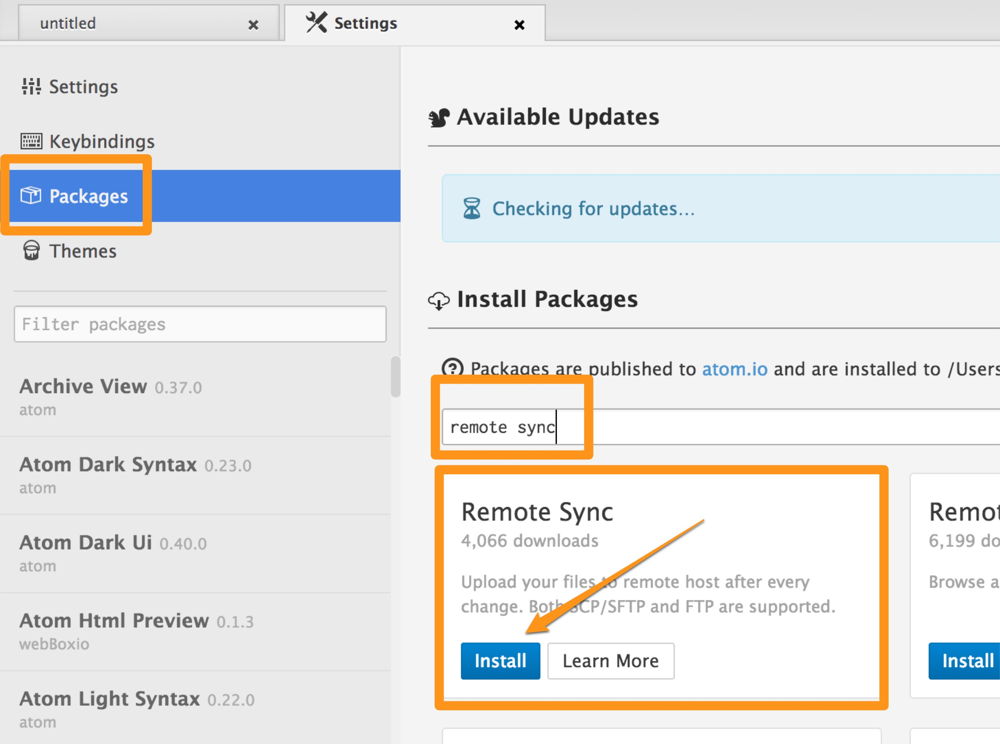 untitled
Settings
Settings
Keybindings
Packages
Themes
Filter packages
Archive View 0.37.0
atom
Atom Dark Syntax 0.23.0
atom
Atom Dark Ui 0.40.0
atom
Atom Html Preview 0.1.3
webBoxio
Atom Light Syntax 0.22.0
atom
Available Updates
Checking for updates...
Install Packages
Packages are published to atom.io and are installed to /Users
remote sync
Remote Sync
4,066 downloads
Upload your files to remote host after every
change. Both SCP/SFTP and FTP are supported.
Install
Learn More
6,199
Browse
Install